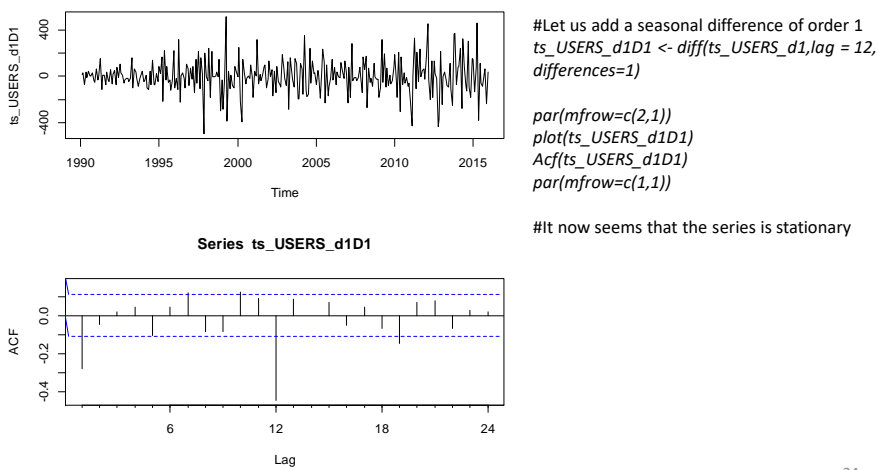 400
0
-400
ts_USERS_d1D1
1990 1995 2000 2005 2010 2015
Time
Series ts_USERS_d1D1
0.0
-0.2
-0.4
ACF
6 12 18 24
Lag
#Let us add a seasonal difference of order 1
ts_USERS_d1D1 <- diff(ts_USERS_d1,lag = 12,
differences=1)
par(mfrow=c(2,1))
plot(ts_USERS_d1D1)
Acf(ts_USERS_d1D1)
par(mfrow=c(1,1))
#It now seems that the series is stationary